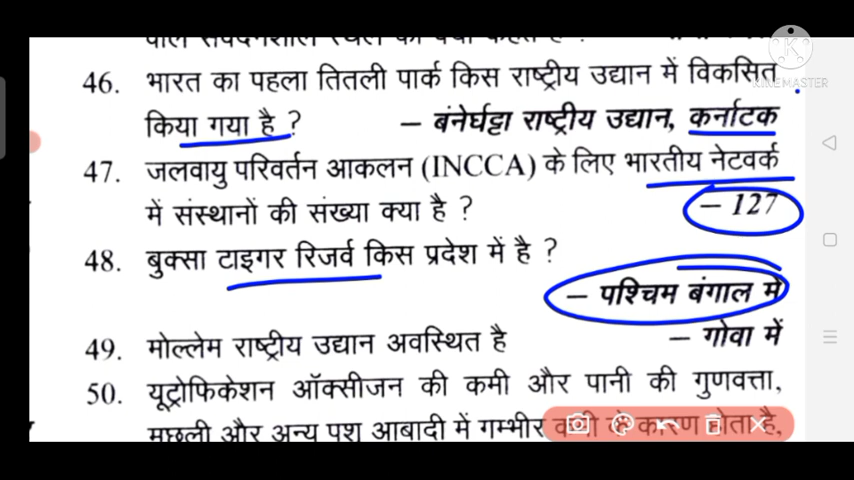 46. भारत का पहला तितली पार्क किस राष्ट्रीय उद्यान में विकसित
KINEMASTER
किया गया है ? – बंनेर्घट्टा राष्ट्रीय उद्यान, कर्नाटक
47. जलवायु परिवर्तन आकलन (INCCA) के लिए भारतीय नेटवर्क
में संस्थानों की संख्या क्या है ? – 127
48. बुक्सा टाइगर रिजर्व किस प्रदेश में है ?
– पश्चिम बंगाल में
49. मोल्लेम राष्ट्रीय उद्यान अवस्थित है – गोवा में
50. यूट्रोफिकेशन ऑक्सीजन की कमी और पानी की गुणवत्ता,
मछली और अन्य पशु आबादी में गम्भीर के कारण होता है,